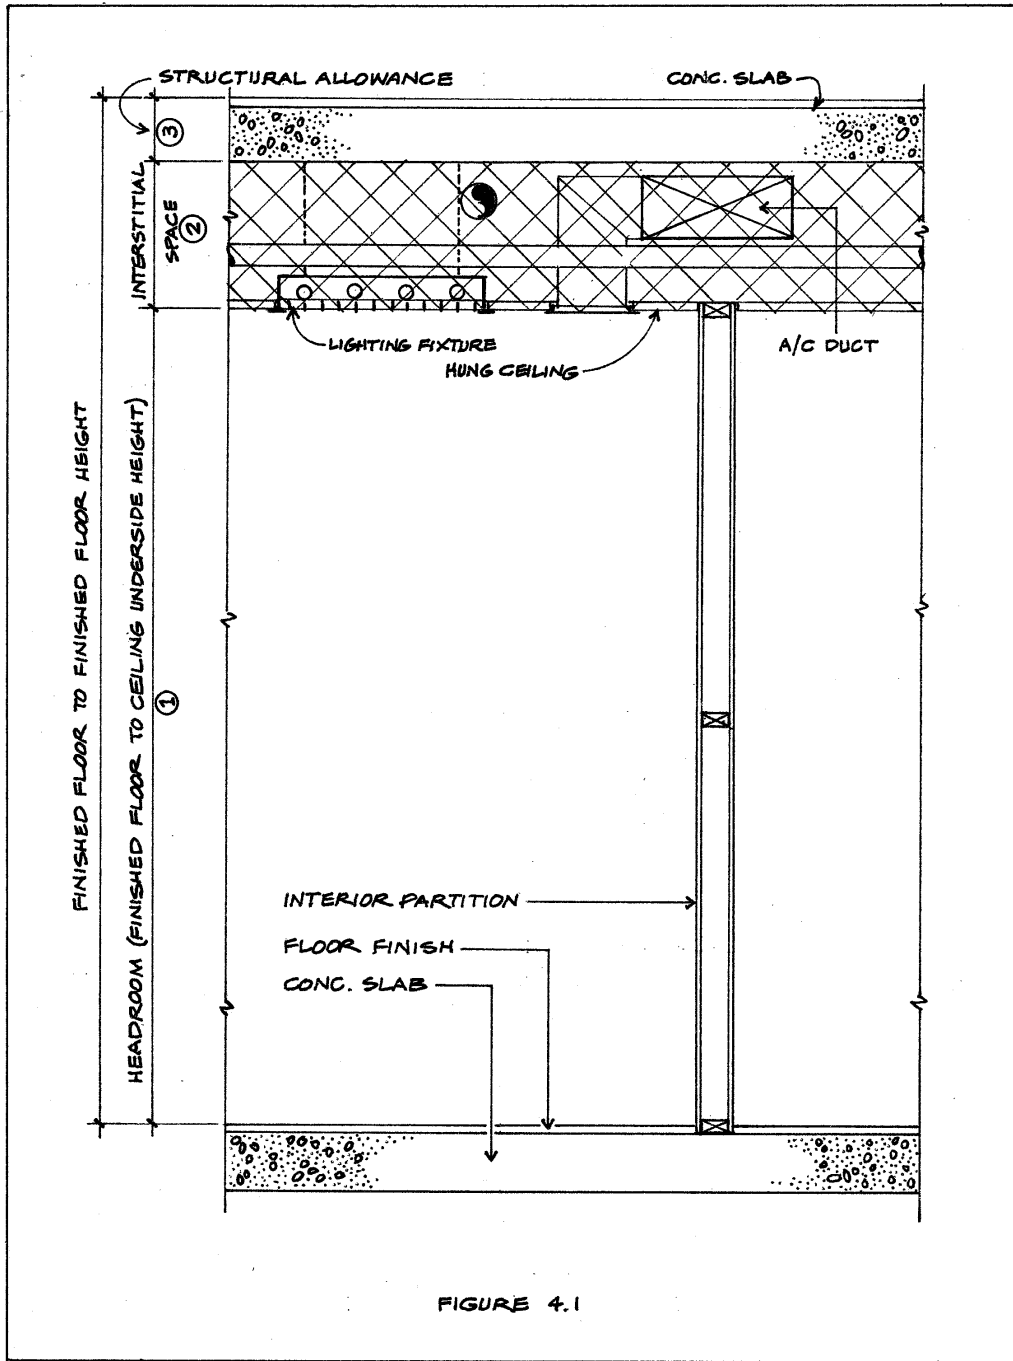 STRUCTURAL ALLOWANCE
CONC. SLAB
③
INTERSTITIAL
SPACE
②
LIGHTING FIXTURE
HUNG CEILING
A/C DUCT
FINISHED FLOOR TO FINISHED FLOOR HEIGHT
HEADROOM (FINISHED FLOOR TO CEILING UNDERSIDE HEIGHT)
①
INTERIOR PARTITION
FLOOR FINISH
CONC. SLAB
FIGURE 4.1